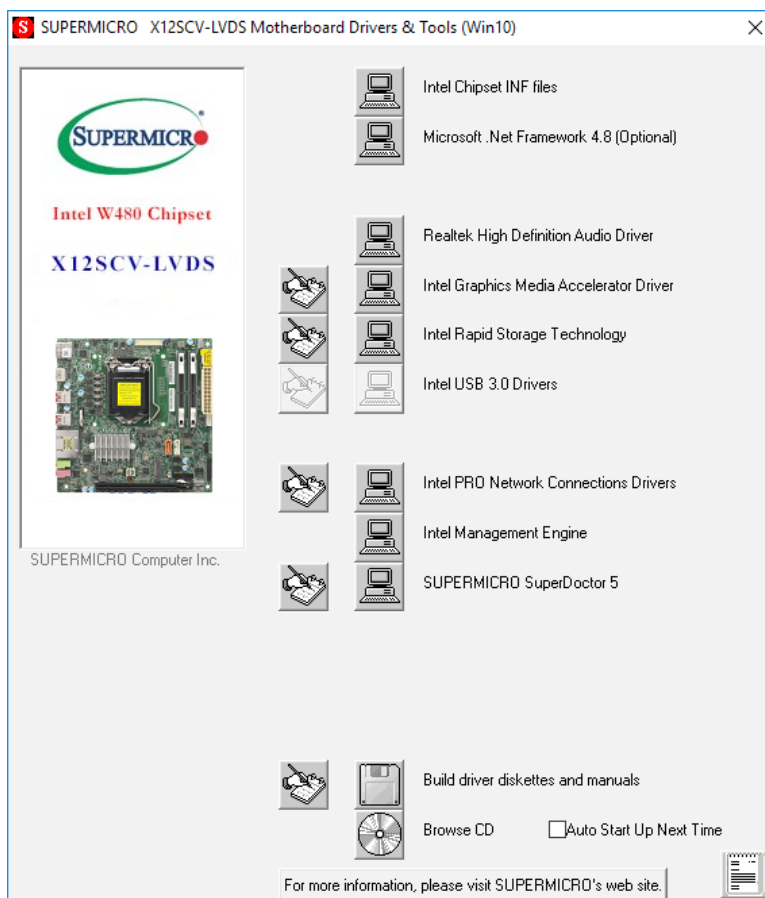 S SUPERMICRO X12SCV-LVDS Motherboard Drivers & Tools (Win10)
SUPERMICRO
Intel W480 Chipset
X12SCV-LVDS
SUPERMICRO Computer Inc.
Intel Chipset INF files
Microsoft .Net Framework 4.8 (Optional)
Realtek High Definition Audio Driver
Intel Graphics Media Accelerator Driver
Intel Rapid Storage Technology
Intel USB 3.0 Drivers
Intel PRO Network Connections Drivers
Intel Management Engine
SUPERMICRO SuperDoctor 5
Build driver diskettes and manuals
Browse CD
Auto Start Up Next Time
For more information, please visit SUPERMICRO's web site.